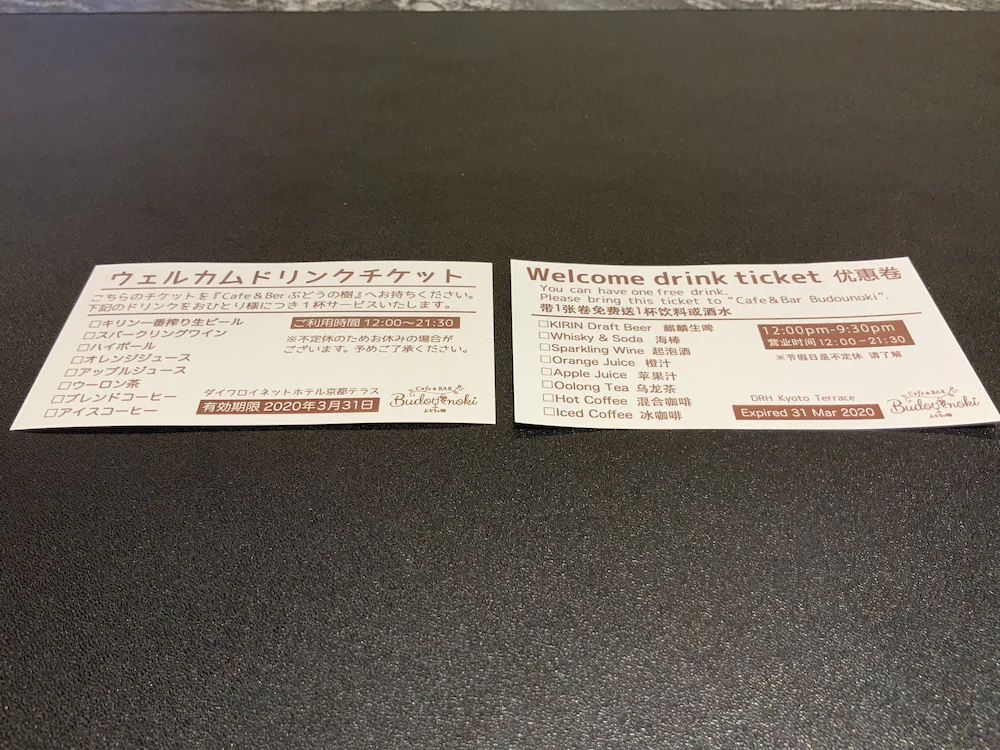 ウェルカムドリンクチケット
こちらのチケットを『Cafe&Berぶどうの樹』へお持ちください。
下記のドリンクをおひとり様につき1杯サービスいたします。
□キリン一番搾り生ビール
□スパークリングワイン
□ハイボール
□オレンジジュース
□アップルジュース
□ウーロン茶
□ブレンドコーヒー
□アイスコーヒー
ご利用時間 12:00〜21:30
※不定休のためお休みの場合が
ございます。予めご了承ください。
ダイワロイネットホテル京都テラス
有効期限 2020年3月31日
Cafe&BAR
Budounoki
ぶどうの樹
Welcome drink ticket 优惠卷
You can have one free drink.
Please bring this ticket to "Cafe&Bar Budounoki".
带1张卷免费送1杯饮料或酒水
□KIRIN Draft Beer 麒麟生啤
□Whisky & Soda 海棒
□Sparkling Wine 起泡酒
□Orange Juice 橙汁
□Apple Juice 苹果汁
□Oolong Tea 乌龙茶
□Hot Coffee 混合咖啡
□Iced Coffee 冰咖啡
12:00pm-9:30pm
营业时间 12:00-21:30
※节假日是不定休 请了解
DRH Kyoto Terrace
Expired 31 Mar 2020
Cafe&BAR
Budounoki
ぶどうの樹